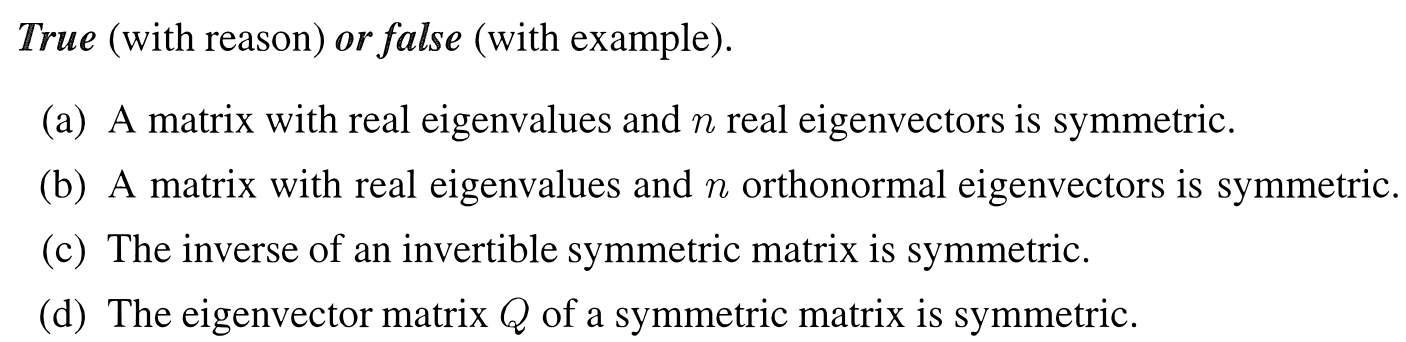 True (with reason) or false (with example).
(a) A matrix with real eigenvalues and n real eigenvectors is symmetric.
(b) A matrix with real eigenvalues and n orthonormal eigenvectors is symmetric.
(c) The inverse of an invertible symmetric matrix is symmetric.
(d) The eigenvector matrix Q of a symmetric matrix is symmetric.